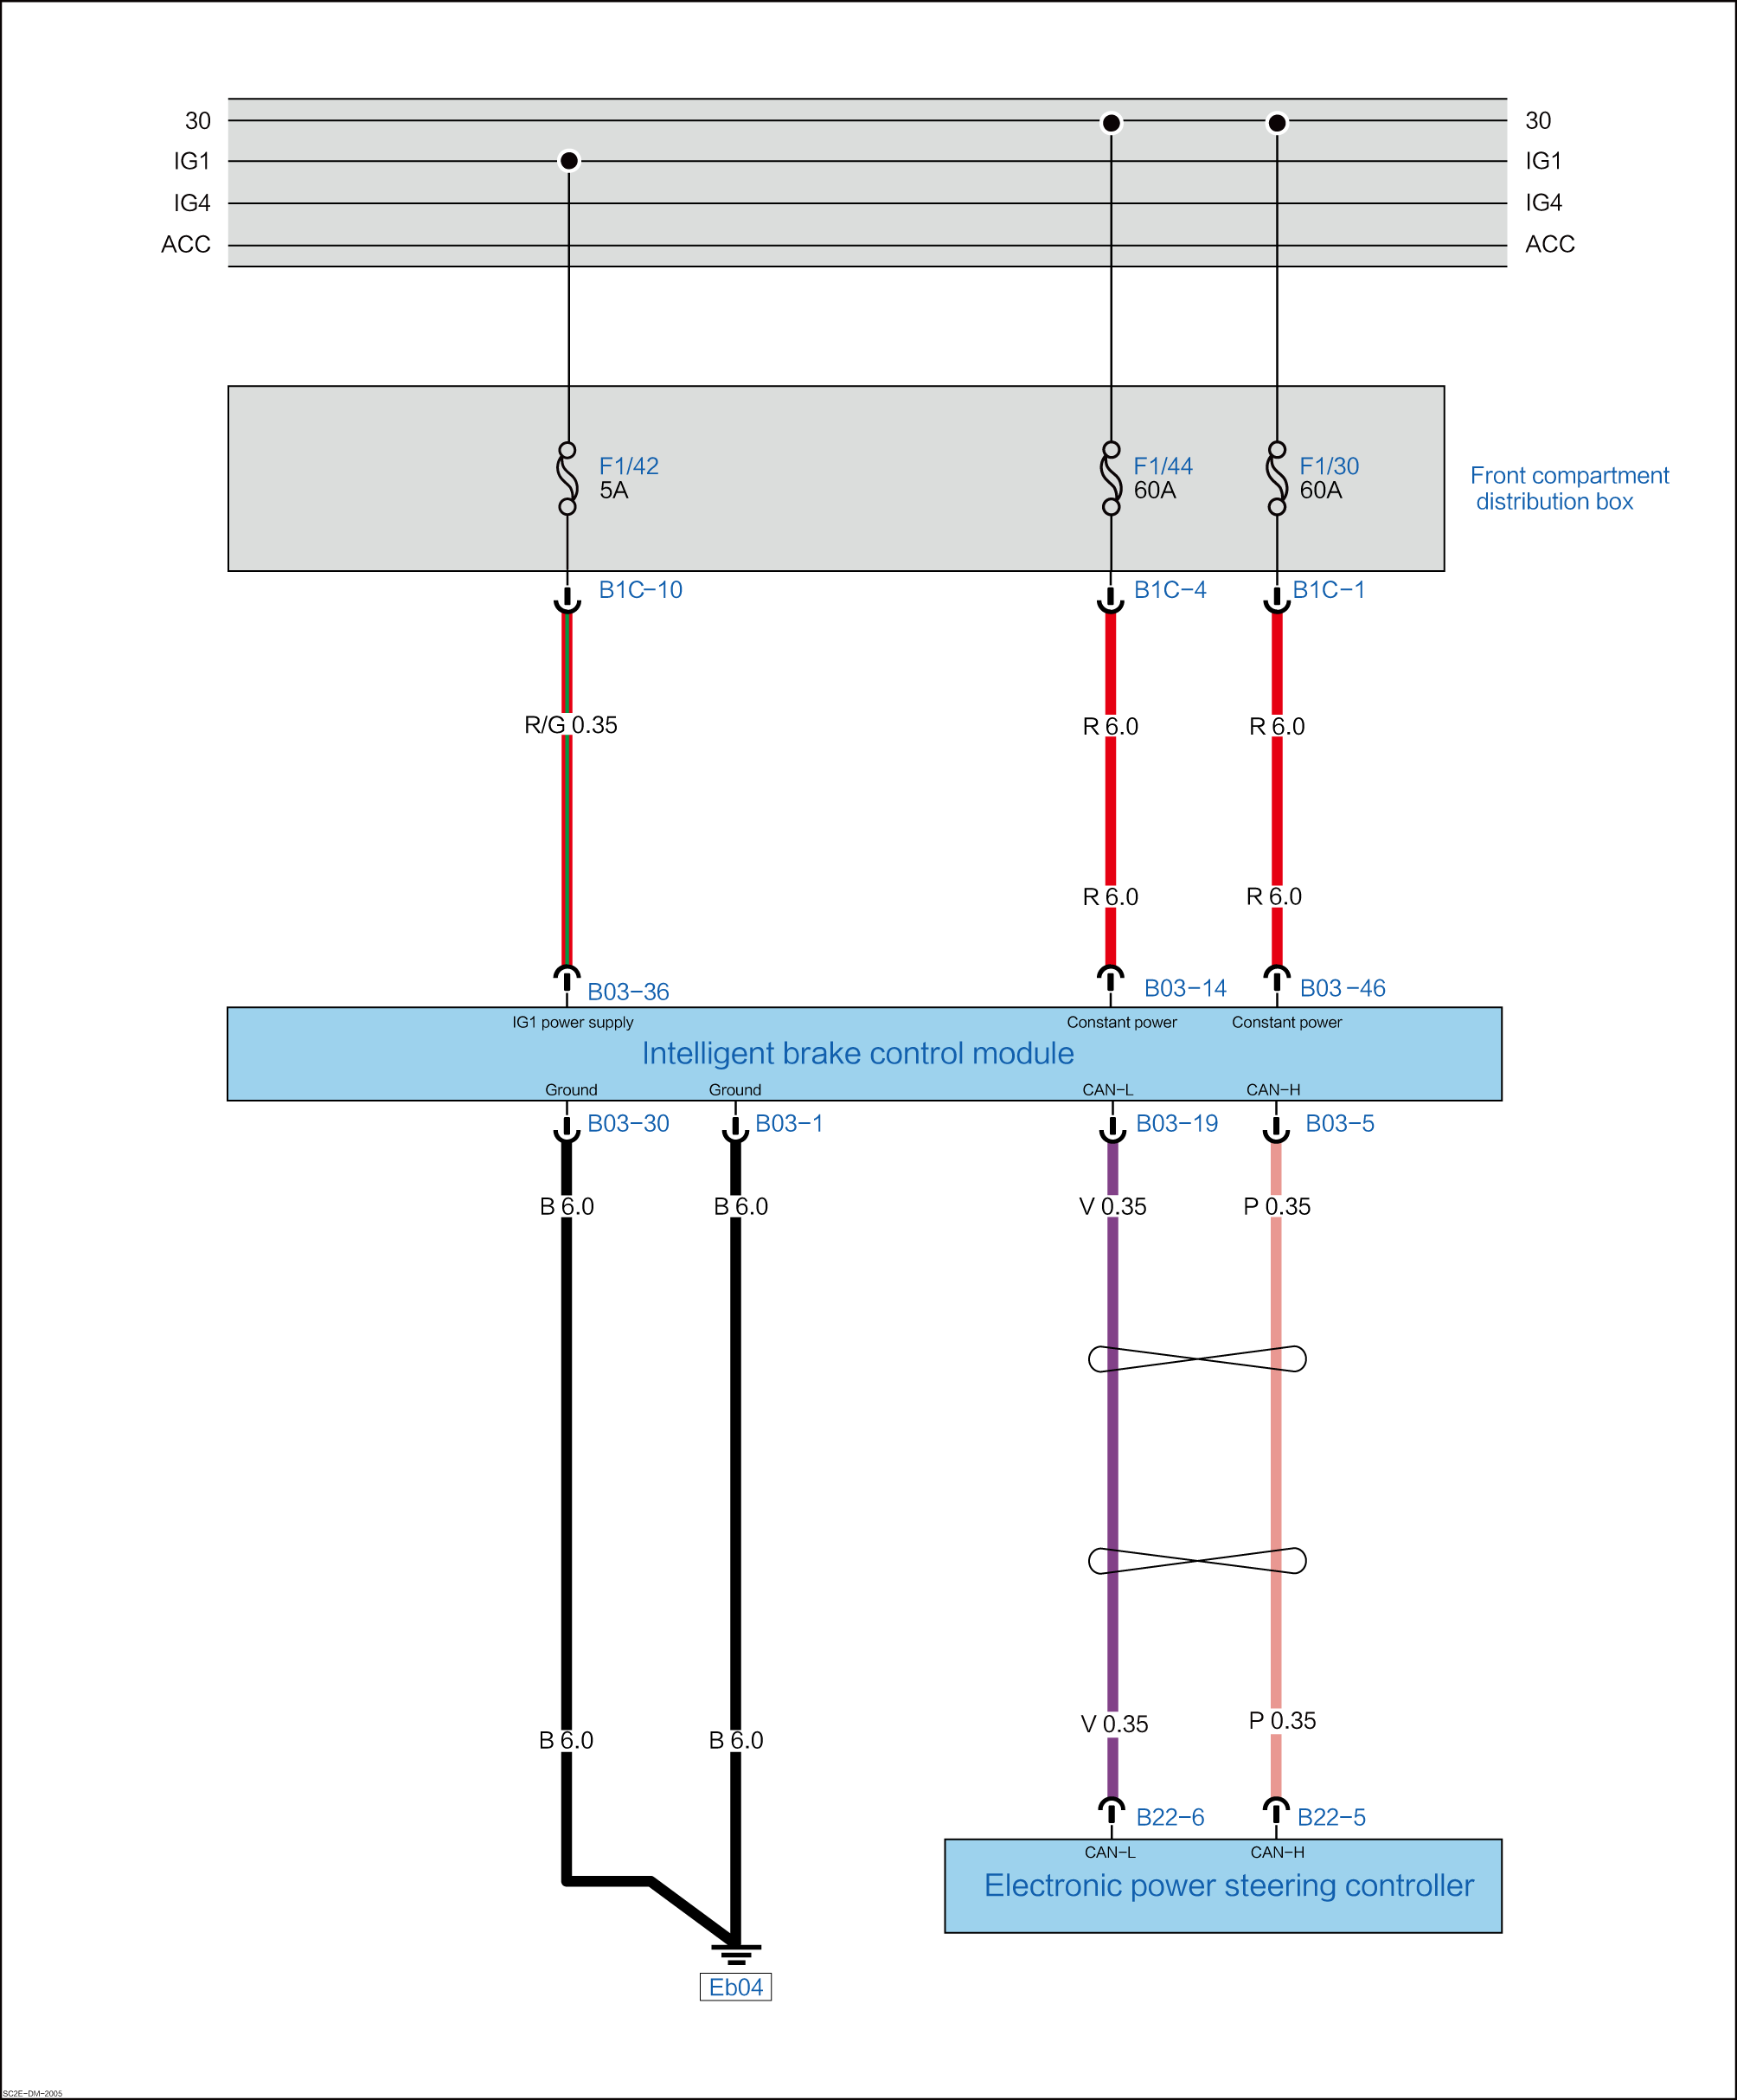 30 30
IG1 IG1
IG4 IG4
ACC ACC
F1/42 F1/44 F1/30
5A 60A 60A
Front compartment
distribution box
B1C-10 B1C-4 B1C-1
R/G 0.35 R 6.0 R 6.0
R 6.0 R 6.0
B03-36 B03-14 B03-46
IG1 power supply Constant power Constant power
Intelligent brake control module
Ground Ground CAN-L CAN-H
B03-30 B03-1 B03-19 B03-5
B 6.0 B 6.0 V 0.35 P 0.35
B 6.0 B 6.0 V 0.35 P 0.35
B22-6 B22-5
CAN-L CAN-H
Electronic power steering controller
Eb04
SC2E-DM-2005